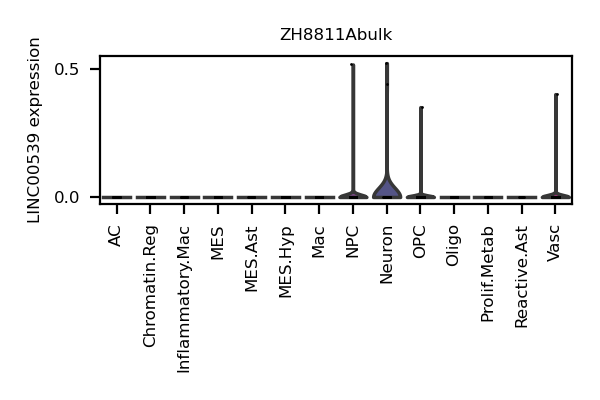 ZH8811Abulk
LINC00539 expression
0.5
0.0
AC
Chromatin.Reg
Inflammatory.Mac
MES
MES.Ast
MES.Hyp
Mac
NPC
Neuron
OPC
Oligo
Prolif.Metab
Reactive.Ast
Vasc